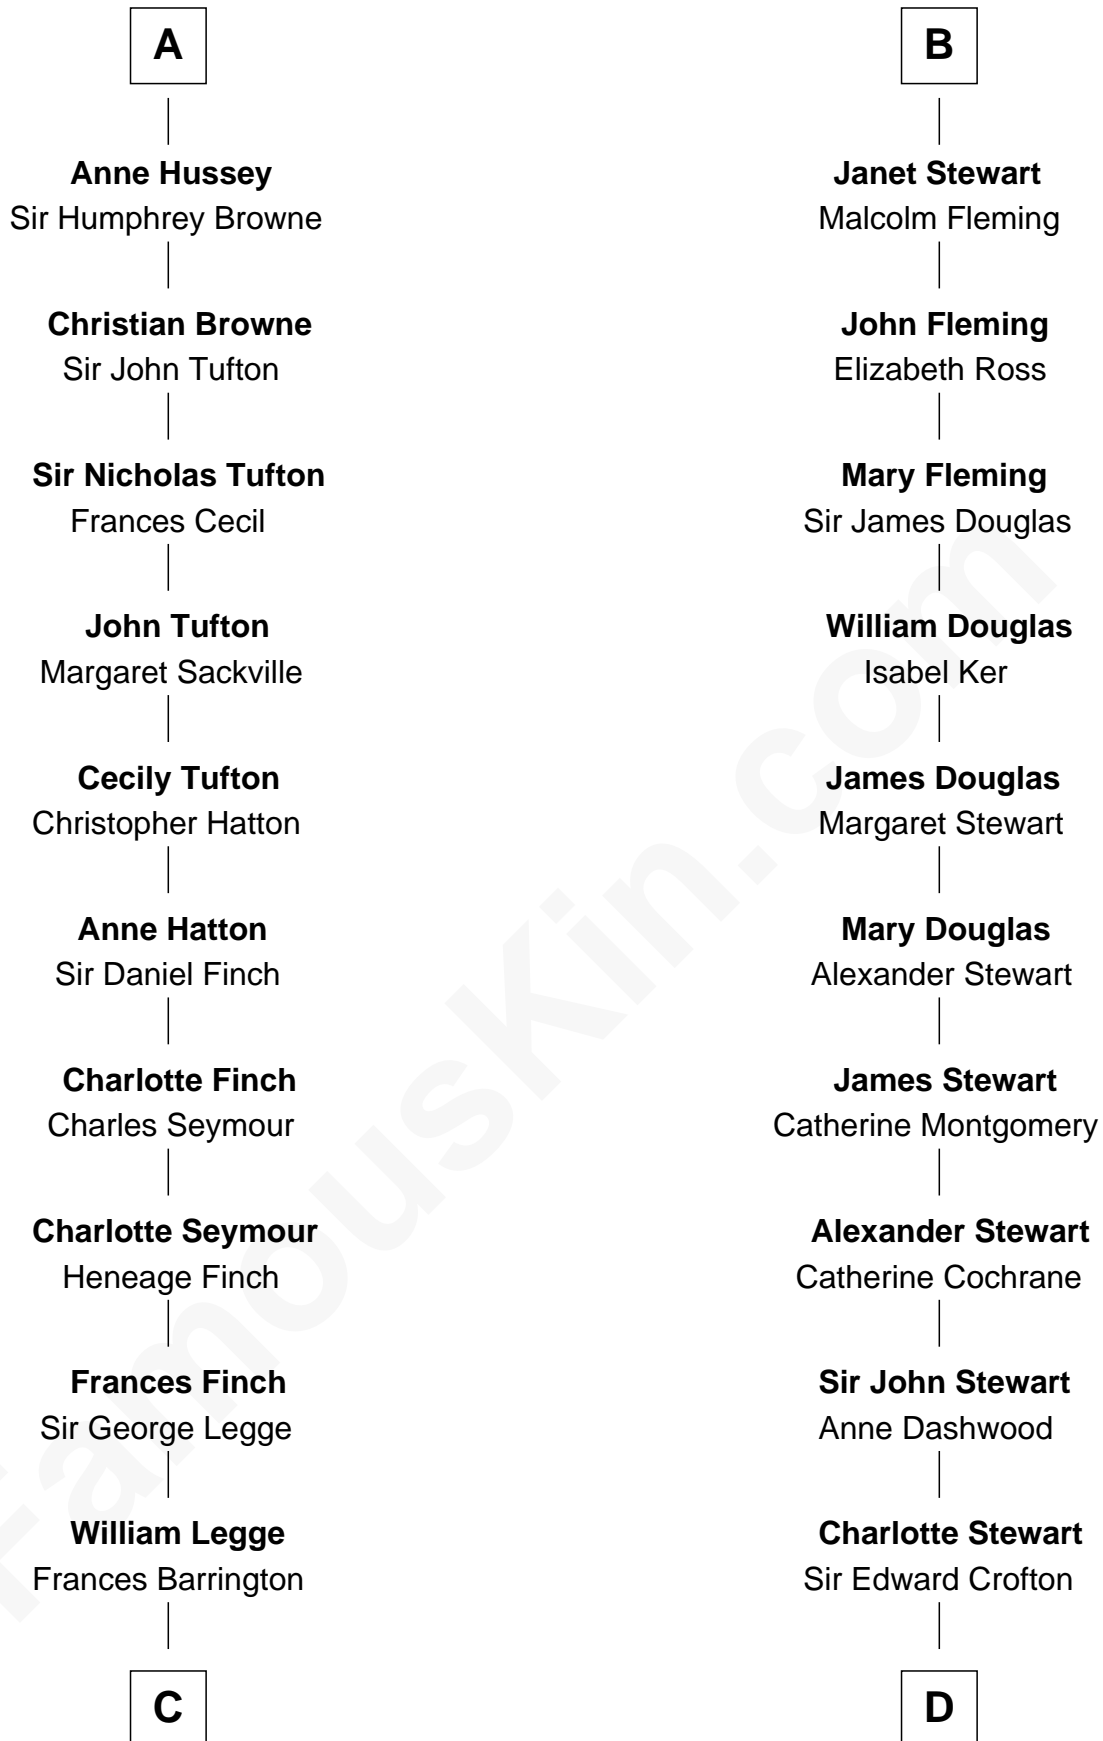 A
Anne Hussey
Sir Humphrey Browne
Christian Browne
Sir John Tufton
Sir Nicholas Tufton
Frances Cecil
John Tufton
Margaret Sackville
Cecily Tufton
Christopher Hatton
Anne Hatton
Sir Daniel Finch
Charlotte Finch
Charles Seymour
Charlotte Seymour
Heneage Finch
Frances Finch
Sir George Legge
William Legge
Frances Barrington
C
B
Janet Stewart
Malcolm Fleming
John Fleming
Elizabeth Ross
Mary Fleming
Sir James Douglas
William Douglas
Isabel Ker
James Douglas
Margaret Stewart
Mary Douglas
Alexander Stewart
James Stewart
Catherine Montgomery
Alexander Stewart
Catherine Cochrane
Sir John Stewart
Anne Dashwood
Charlotte Stewart
Sir Edward Crofton
D
FamousKin.com